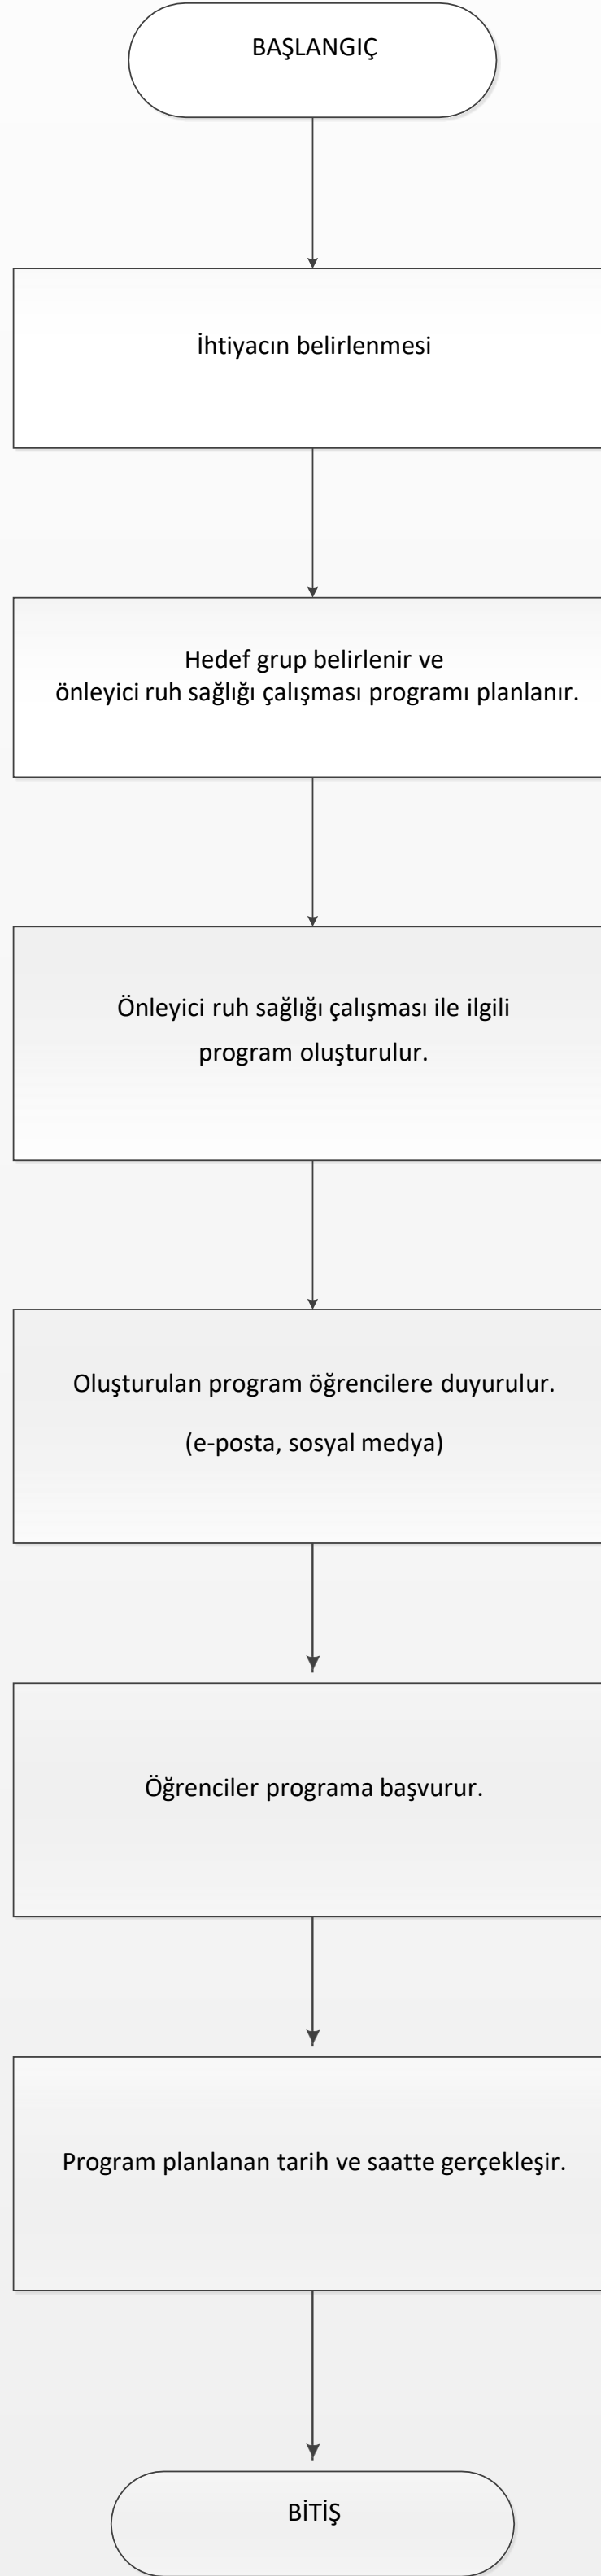 BAŞLANGIÇ
İhtiyacın belirlenmesi
Hedef grup belirlenir ve
önleyici ruh sağlığı çalışması programı planlanır.
Önleyici ruh sağlığı çalışması ile ilgili
program oluşturulur.
Oluşturulan program öğrencilere duyurulur.
(e-posta, sosyal medya)
Öğrenciler programa başvurur.
Program planlanan tarih ve saatte gerçekleşir.
BİTİŞ